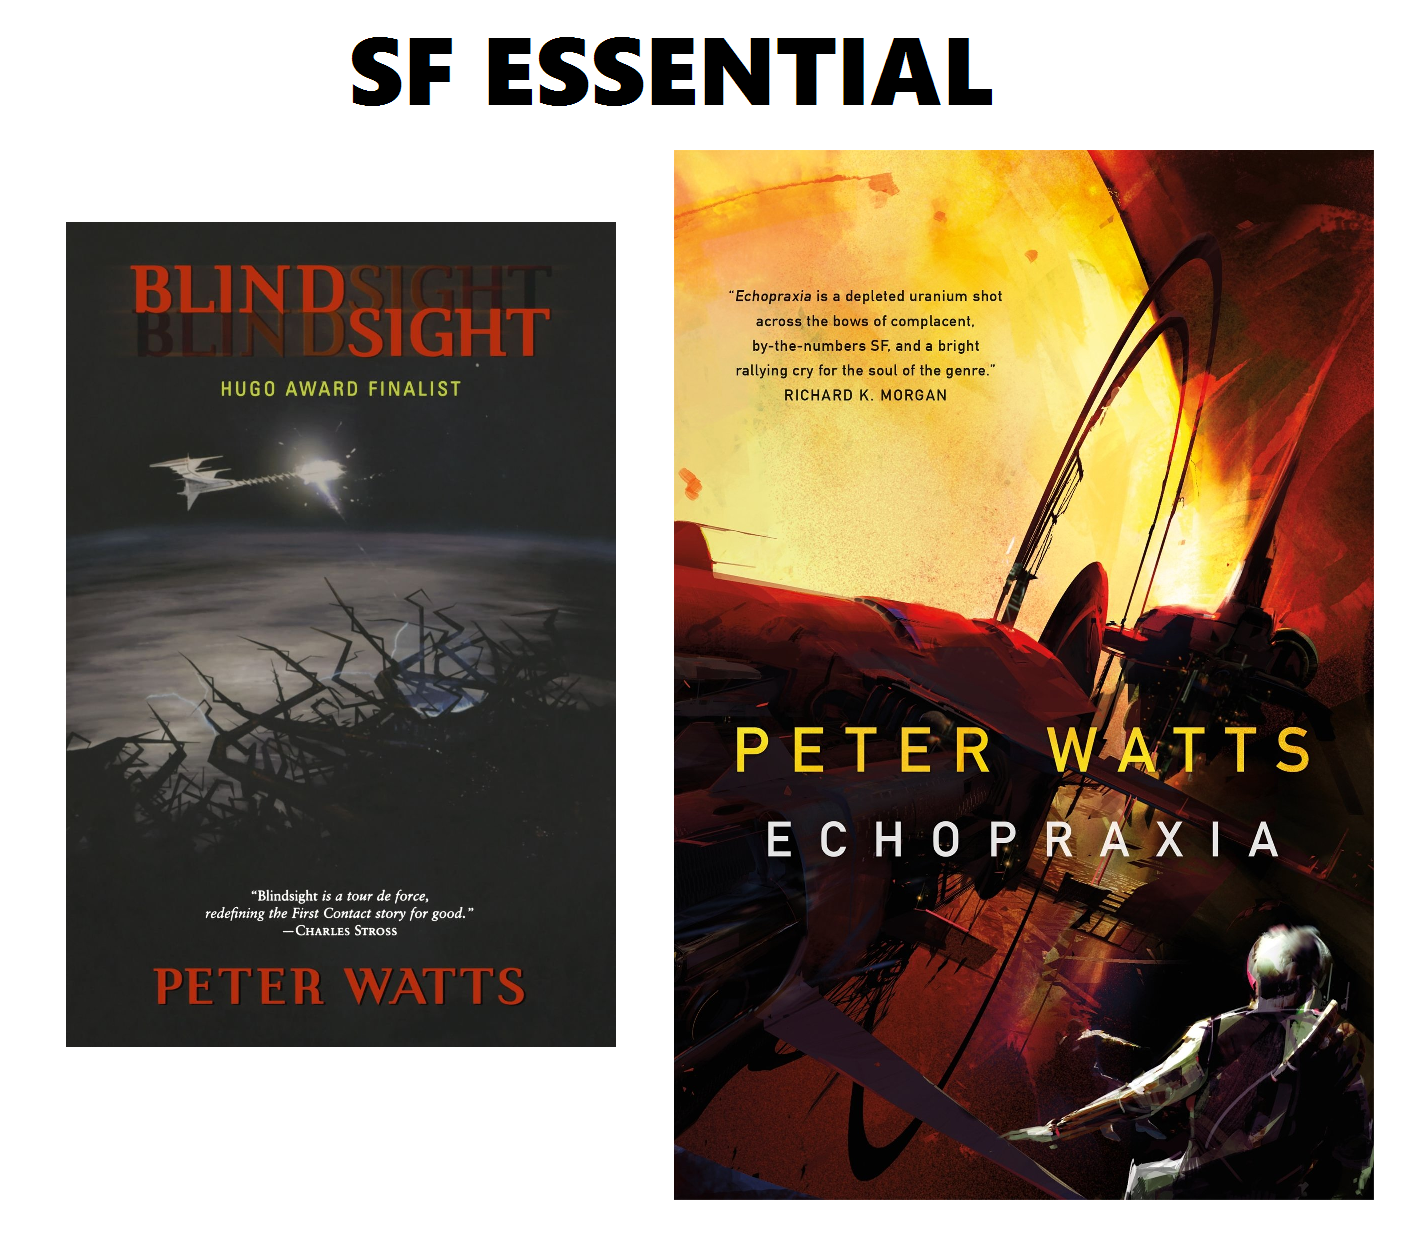 SF ESSENTIAL
BLINDSIGHT
BLINDSIGHT
HUGO AWARD FINALIST
“Blindsight is a tour de force,
redefining the First Contact story for good.”
—CHARLES STROSS
PETER WATTS
“Echopraxia is a depleted uranium shot
across the bows of complacent,
by-the-numbers SF, and a bright
rallying cry for the soul of the genre.”
RICHARD K. MORGAN
PETER WATTS
ECHOPRAXIA